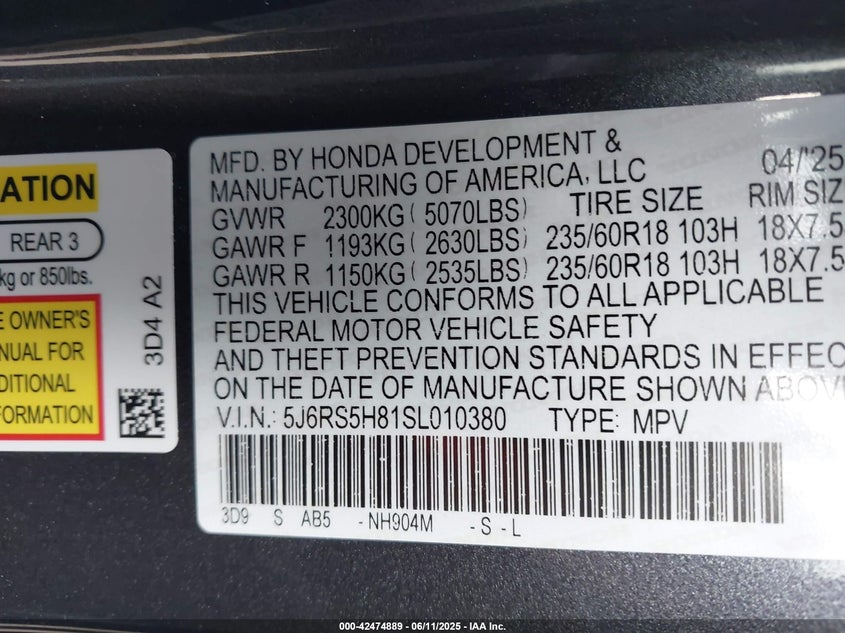 ATION
REAR 3
kg or 850lbs.
E OWNER'S
NUAL FOR
DITIONAL
FORMATION
3D4 A2
MFD. BY HONDA DEVELOPMENT &
MANUFACTURING OF AMERICA, LLC 04/'25
GVWR 2300KG ( 5070LBS) TIRE SIZE RIM SIZ
GAWR F 1193KG ( 2630LBS) 235/60R18 103H 18X7.5
GAWR R 1150KG ( 2535LBS) 235/60R18 103H 18X7.5
THIS VEHICLE CONFORMS TO ALL APPLICABLE
FEDERAL MOTOR VEHICLE SAFETY
AND THEFT PREVENTION STANDARDS IN EFFEC
ON THE DATE OF MANUFACTURE SHOWN ABOV
V.I.N.: 5J6RS5H81SL010380 TYPE: MPV
3D9 S AB5 -NH904M -S-L
000-42474889 - 06/11/2025 - IAA Inc.